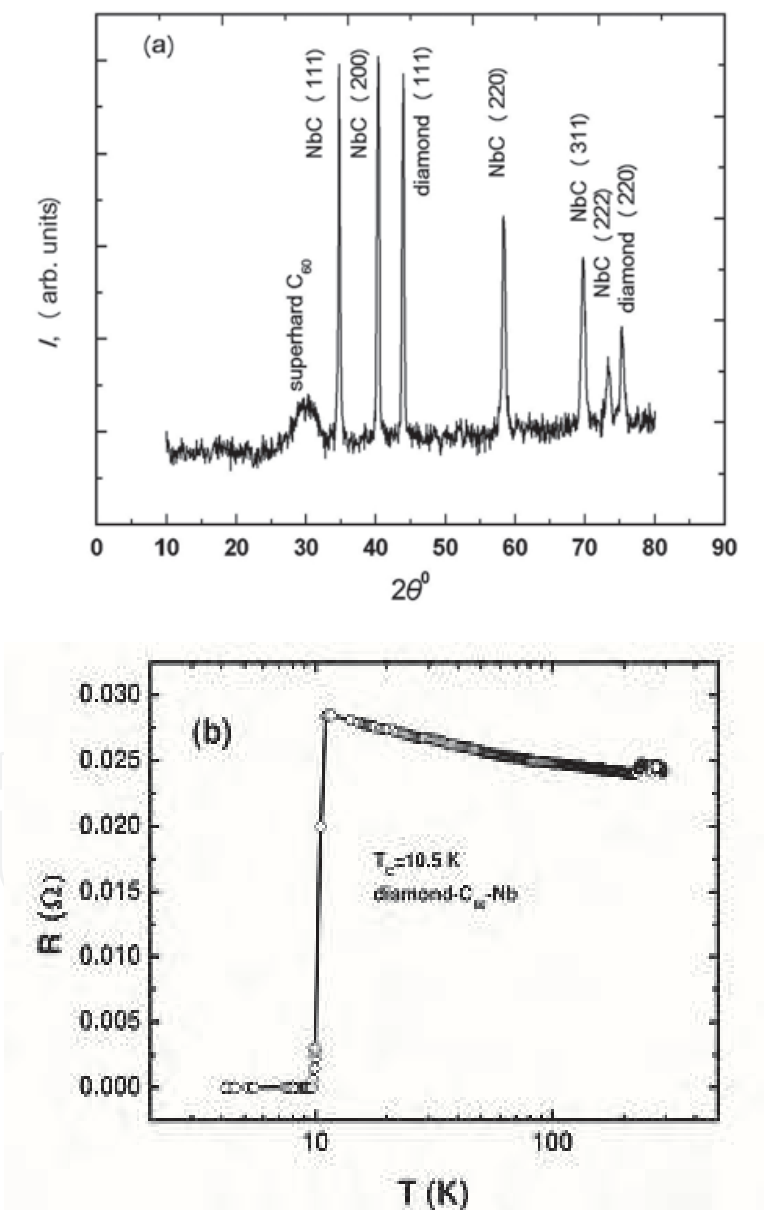 (a)
NbC (111)
NbC (200)
diamond (111)
NbC (220)
NbC (311)
NbC (222)
diamond (220)
superhard C60
I, ( arb. units)
0 10 20 30 40 50 60 70 80 90
2θ⁰
(b)
0.030
0.025
0.020
0.015
0.010
0.005
0.000
R (Ω)
TC=10.5 K
diamond-C60-Nb
10 100
T (K)